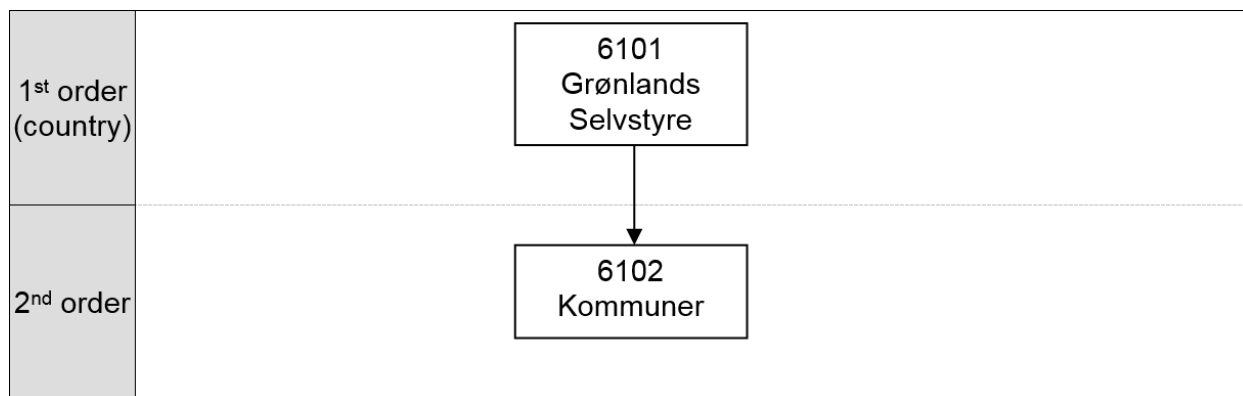 1st order
(country)
6101
Grønlands
Selvstyre
2nd order
6102
Kommuner